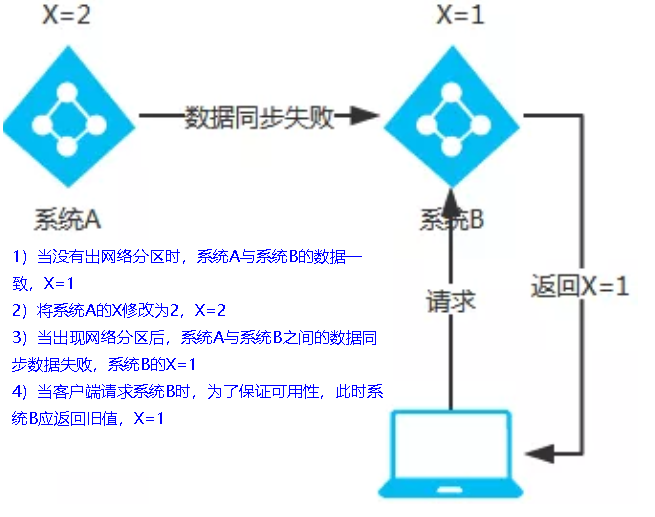 X=2
X=1
数据同步失败
系统A
系统B
1）当没有出网络分区时，系统A与系统B的数据一
致，X=1
2）将系统A的X修改为2，X=2
3）当出现网络分区后，系统A与系统B之间的数据同
步数据失败，系统B的X=1
4）当客户端请求系统B时，为了保证可用性，此时系
统B应返回旧值，X=1
请求
返回X=1